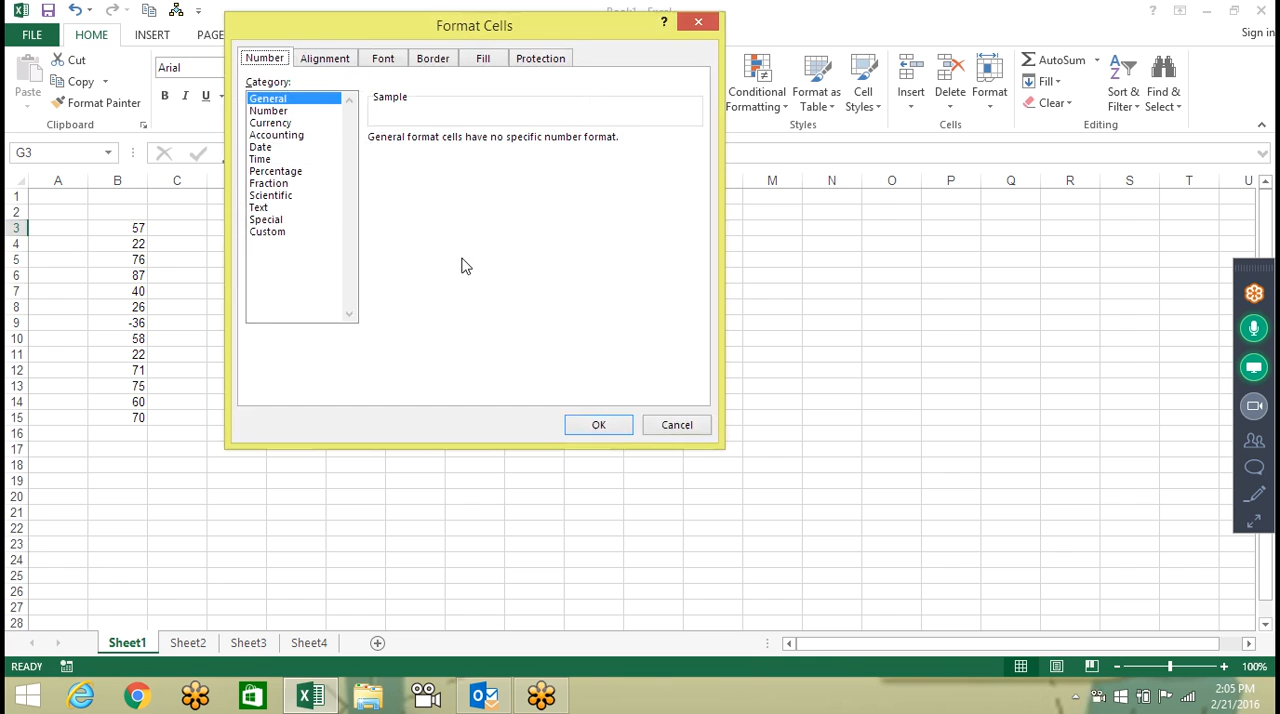 Book1 - Excel
FILE
HOME
INSERT
PAGE
Sign in
Paste
Cut
Copy
Format Painter
Clipboard
Arial
B I U
Conditional Formatting
Format as Table
Cell Styles
Styles
Insert
Delete
Format
Cells
AutoSum
Fill
Clear
Sort & Filter
Find & Select
Editing
G3
Format Cells
?
Number
Alignment
Font
Border
Fill
Protection
Category:
General
Number
Currency
Accounting
Date
Time
Percentage
Fraction
Scientific
Text
Special
Custom
Sample
General format cells have no specific number format.
OK
Cancel
A B C M N O P Q R S T U
1
2
3 57
4 22
5 76
6 87
7 40
8 26
9 -36
10 58
11 22
12 71
13 75
14 60
15 70
16
17
18
19
20
21
22
23
24
25
26
27
28
Sheet1
Sheet2
Sheet3
Sheet4
READY
100%
2:05 PM
2/21/2016